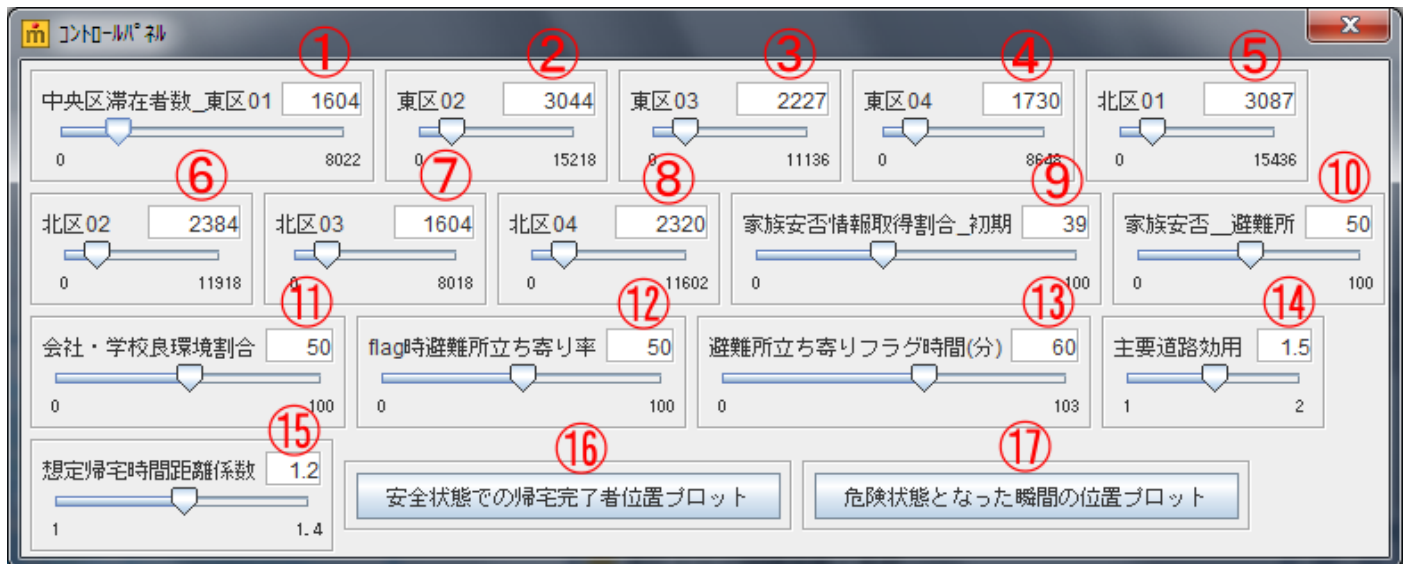 コントロールパネル
① ② ③ ④ ⑤
中央区滞在者数_東区01 1604 東区02 3044 東区03 2227 東区04 1730 北区01 3087
0 8022 0 15218 0 11136 0 8648 0 15436
⑥ ⑦ ⑧ ⑨ ⑩
北区02 2384 北区03 1604 北区04 2320 家族安否情報取得割合_初期 39 家族安否__避難所 50
0 11918 0 8018 0 11602 0 100 0 100
⑪ ⑫ ⑬ ⑭
会社・学校良環境割合 50 flag時避難所立ち寄り率 50 避難所立ち寄りフラグ時間(分) 60 主要道路効用 1.5
0 100 0 100 0 103 1 2
⑮ ⑯ ⑰
想定帰宅時間距離係数 1.2 安全状態での帰宅完了者位置プロット 危険状態となった瞬間の位置プロット
1 1.4